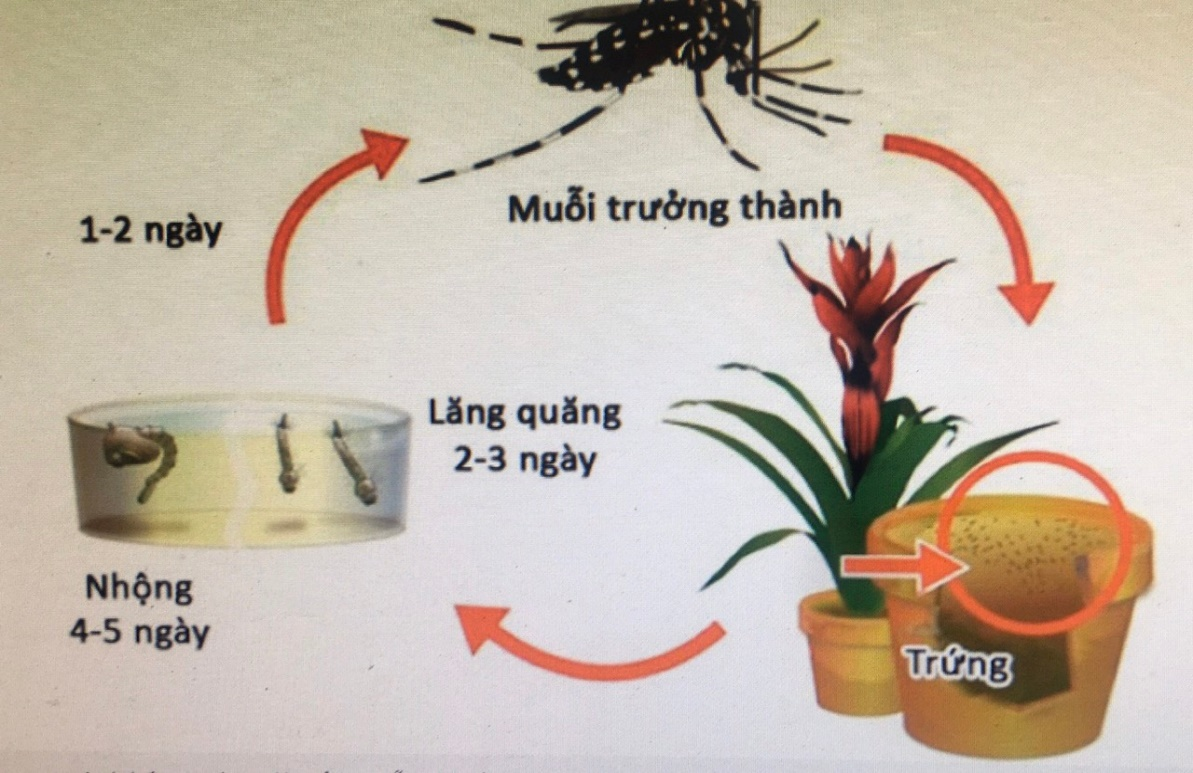 Muỗi trưởng thành
1-2 ngày
Lăng quăng
2-3 ngày
Nhộng
4-5 ngày
Trứng